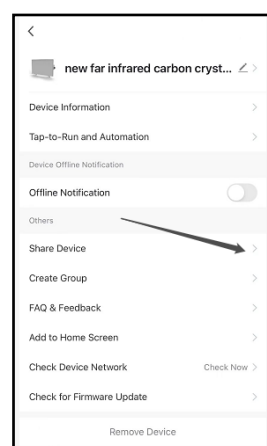 new far infrared carbon cryst...
Device Information
Tap-to-Run and Automation
Device Offline Notification
Offline Notification
Others
Share Device
Create Group
FAQ & Feedback
Add to Home Screen
Check Device Network Check Now
Check for Firmware Update
Remove Device